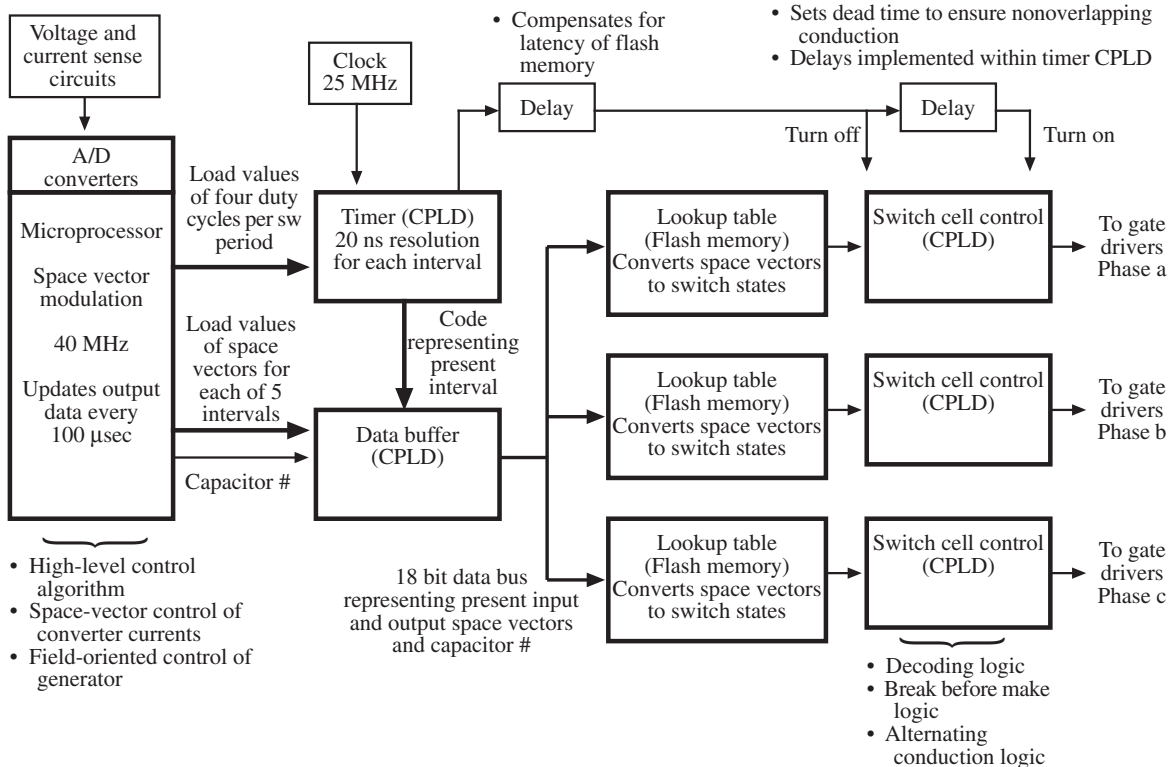 Voltage and
current sense
circuits
A/D
converters
Microprocessor
Space vector
modulation
40 MHz
Updates output
data every
100 μsec
• High-level control
algorithm
• Space-vector control of
converter currents
• Field-oriented control of
generator
Load values
of four duty
cycles per sw
period
Load values
of space
vectors for
each of 5
intervals
Capacitor #
Clock
25 MHz
Timer (CPLD)
20 ns resolution
for each interval
Code
representing
present
interval
Data buffer
(CPLD)
18 bit data bus
representing present input
and output space vectors
and capacitor #
• Compensates for
latency of flash
memory
Delay
• Sets dead time to ensure nonoverlapping
conduction
• Delays implemented within timer CPLD
Delay
Turn off
Turn on
Lookup table
(Flash memory)
Converts space vectors
to switch states
Switch cell control
(CPLD)
To gate
drivers
Phase a
Lookup table
(Flash memory)
Converts space vectors
to switch states
Switch cell control
(CPLD)
To gate
drivers
Phase b
Lookup table
(Flash memory)
Converts space vectors
to switch states
Switch cell control
(CPLD)
To gate
drivers
Phase c
• Decoding logic
• Break before make
logic
• Alternating
conduction logic